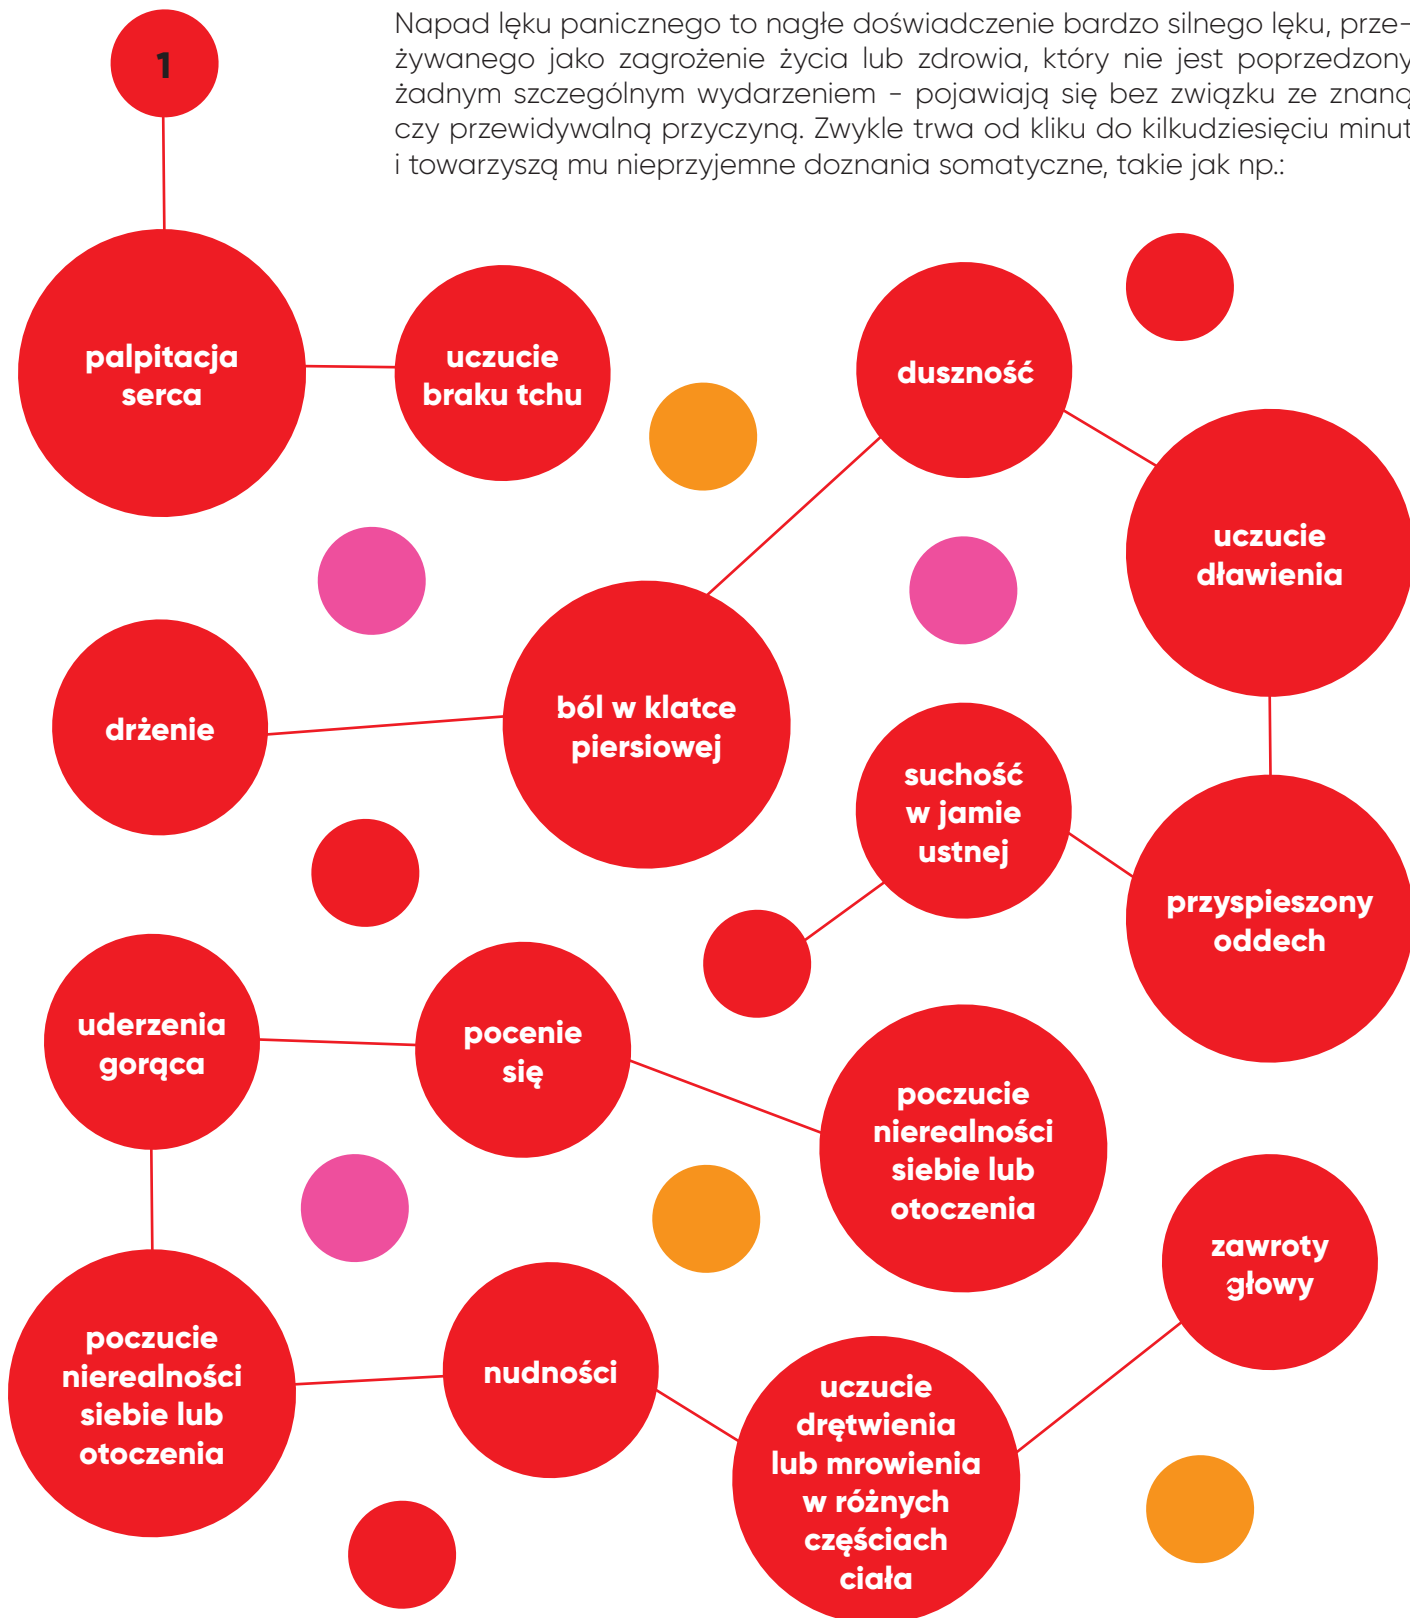 1
Napad lęku panicznego to nagłe doświadczenie bardzo silnego lęku, prze-
żywanego jako zagrożenie życia lub zdrowia, który nie jest poprzedzony
żadnym szczególnym wydarzeniem - pojawiają się bez związku ze znaną
czy przewidywalną przyczyną. Zwykle trwa od kliku do kilkudziesięciu minut
i towarzyszą mu nieprzyjemne doznania somatyczne, takie jak np.:
palpitacja
serca
uczucie
braku tchu
duszność
uczucie
dławienia
drżenie
ból w klatce
piersiowej
suchość
w jamie
ustnej
przyspieszony
oddech
uderzenia
gorąca
pocenie
się
poczucie
nierealności
siebie lub
otoczenia
zawroty
głowy
poczucie
nierealności
siebie lub
otoczenia
nudności
uczucie
drętwienia
lub mrowienia
w różnych
częściach
ciała